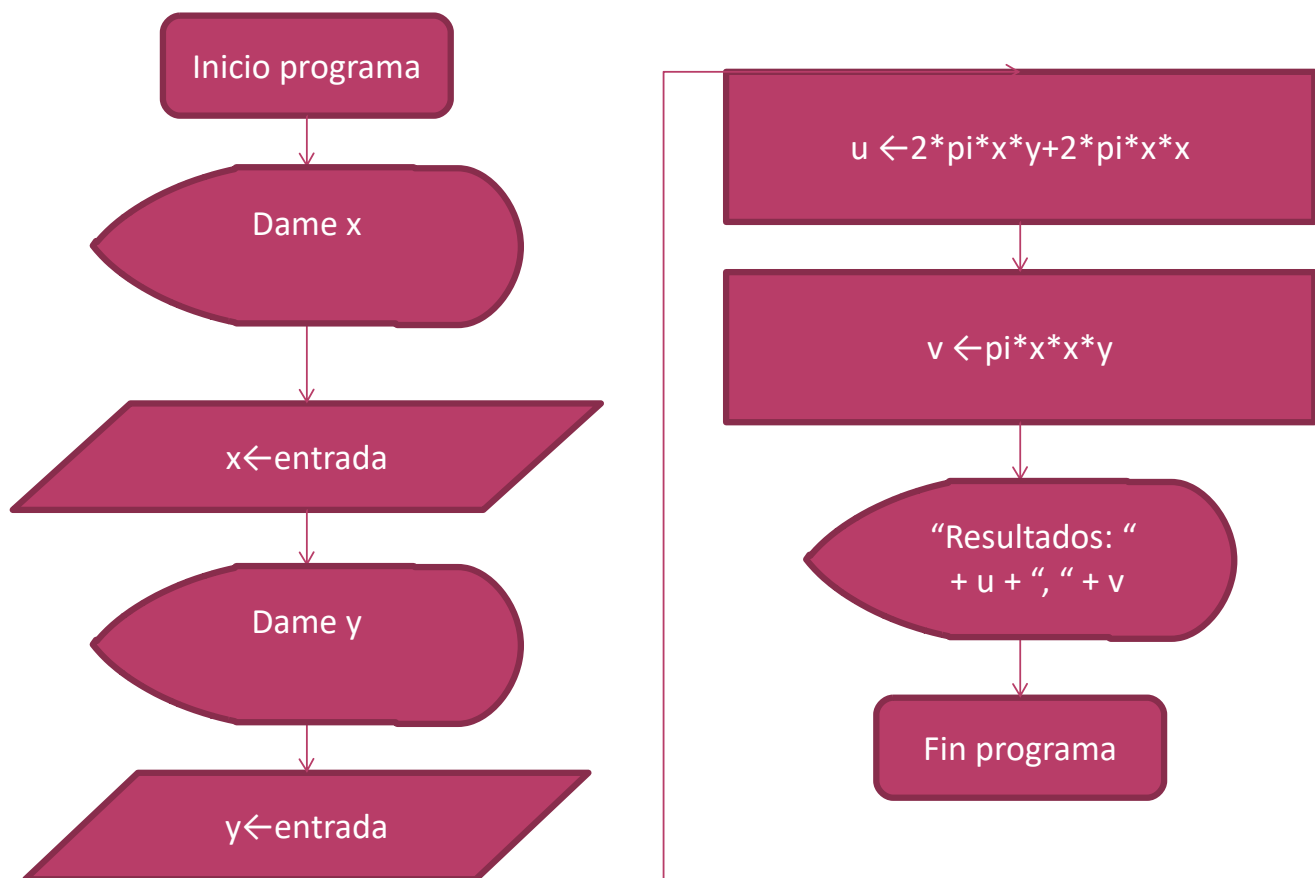 Inicio programa
Dame x
x←entrada
Dame y
y←entrada
u ←2*pi*x*y+2*pi*x*x
v ←pi*x*x*y
“Resultados: “
+ u + “, “ + v
Fin programa